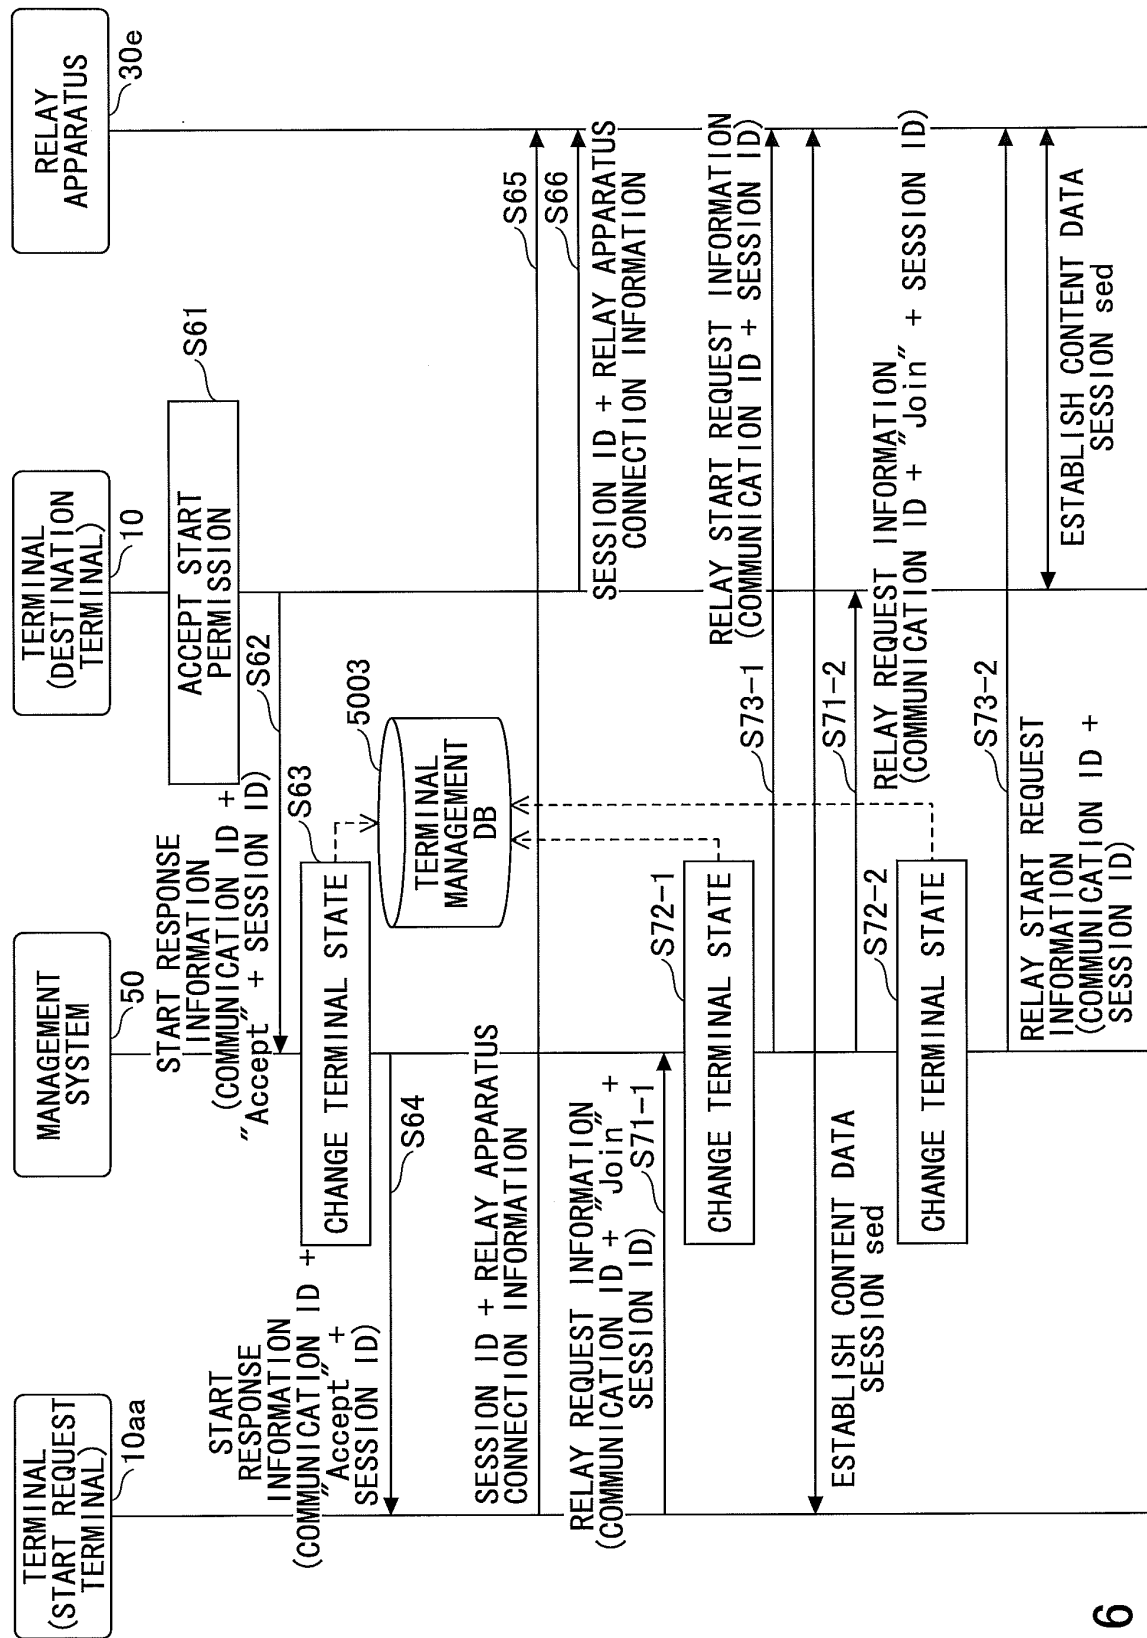 TERMINAL
(START REQUEST
TERMINAL)
10aa
MANAGEMENT
SYSTEM
50
TERMINAL
(DESTINATION
TERMINAL)
10
RELAY
APPARATUS
30e
ACCEPT START
PERMISSION
S61
START RESPONSE
INFORMATION
(COMMUNICATION ID +
"Accept" + SESSION ID)
S62
CHANGE TERMINAL STATE
S63
TERMINAL
MANAGEMENT
DB
5003
START
RESPONSE
INFORMATION
(COMMUNICATION ID +
"Accept" +
SESSION ID)
S64
SESSION ID + RELAY APPARATUS
CONNECTION INFORMATION
S65
S66
SESSION ID + RELAY APPARATUS
CONNECTION INFORMATION
RELAY REQUEST INFORMATION
(COMMUNICATION ID + "Join" +
SESSION ID)
S71-1
CHANGE TERMINAL STATE
S72-1
RELAY START REQUEST INFORMATION
(COMMUNICATION ID + SESSION ID)
S73-1
ESTABLISH CONTENT DATA
SESSION sed
S71-2
RELAY REQUEST INFORMATION
(COMMUNICATION ID + "Join" + SESSION ID)
CHANGE TERMINAL STATE
S72-2
S73-2
RELAY START REQUEST
INFORMATION
(COMMUNICATION ID +
SESSION ID)
ESTABLISH CONTENT DATA
SESSION sed
6